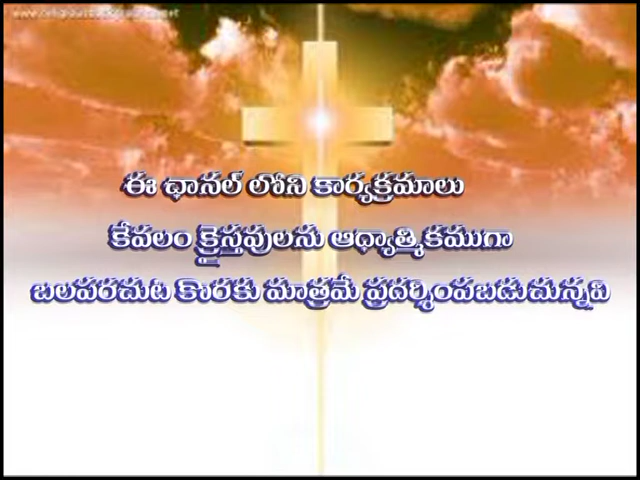 ఈ ఛానల్ లోని కార్యక్రమాలు
కేవలం క్రైస్తవులను ఆధ్యాత్మికముగా
బలపరచుట కొరకు మాత్రమే ప్రదర్శింపబడుచున్నవి